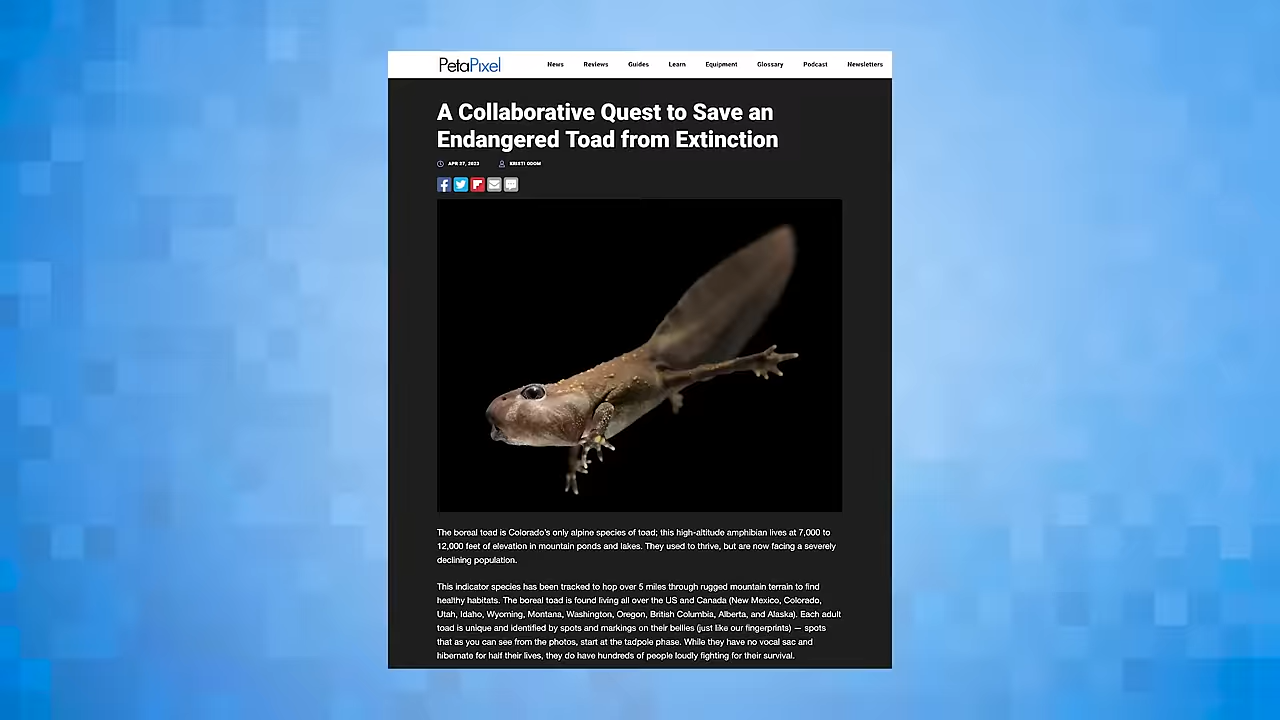 PetaPixel
News Reviews Guides Learn Equipment Glossary Podcast Newsletters
A Collaborative Quest to Save an
Endangered Toad from Extinction
APR 27, 2023 KRISTI ODOM
The boreal toad is Colorado's only alpine species of toad; this high-altitude amphibian lives at 7,000 to
12,000 feet of elevation in mountain ponds and lakes. They used to thrive, but are now facing a severely
declining population.
This indicator species has been tracked to hop over 5 miles through rugged mountain terrain to find
healthy habitats. The boreal toad is found living all over the US and Canada (New Mexico, Colorado,
Utah, Idaho, Wyoming, Montana, Washington, Oregon, British Columbia, Alberta, and Alaska). Each adult
toad is unique and identified by spots and markings on their bellies (just like our fingerprints) — spots
that as you can see from the photos, start at the tadpole phase. While they have no vocal sac and
hibernate for half their lives, they do have hundreds of people loudly fighting for their survival.